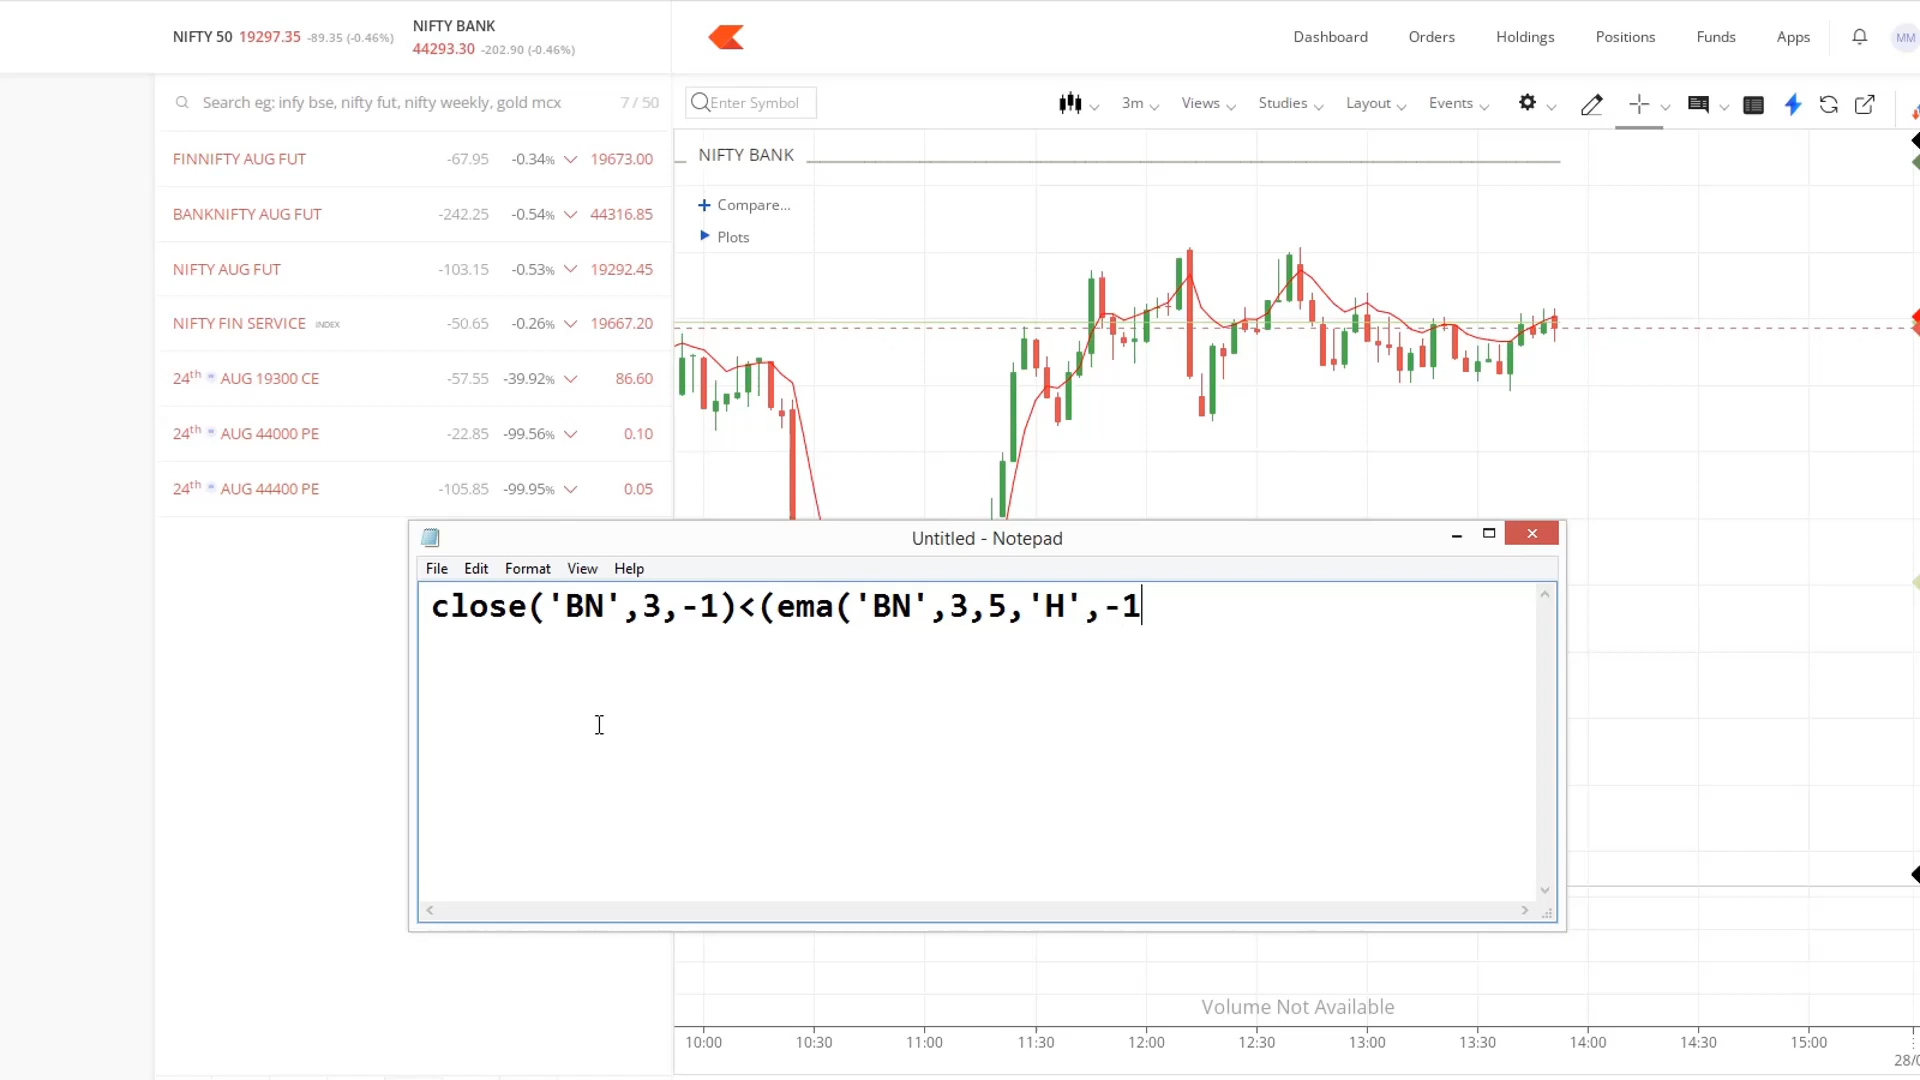 NIFTY 50 19297.35 -89.35 (-0.46%)
NIFTY BANK
44293.30 -202.90 (-0.46%)
Dashboard Orders Holdings Positions Funds Apps MM
Search eg: infy bse, nifty fut, nifty weekly, gold mcx 7 / 50
FINNIFTY AUG FUT -67.95 -0.34% 19673.00
BANKNIFTY AUG FUT -242.25 -0.54% 44316.85
NIFTY AUG FUT -103.15 -0.53% 19292.45
NIFTY FIN SERVICE INDEX -50.65 -0.26% 19667.20
24th w AUG 19300 CE -57.55 -39.92% 86.60
24th w AUG 44000 PE -22.85 -99.56% 0.10
24th w AUG 44400 PE -105.85 -99.95% 0.05
Enter Symbol 3m Views Studies Layout Events
NIFTY BANK
Compare...
Plots
Untitled - Notepad
File Edit Format View Help
close('BN',3,-1)<(ema('BN',3,5,'H',-1
Volume Not Available
10:00 10:30 11:00 11:30 12:00 12:30 13:00 13:30 14:00 14:30 15:00